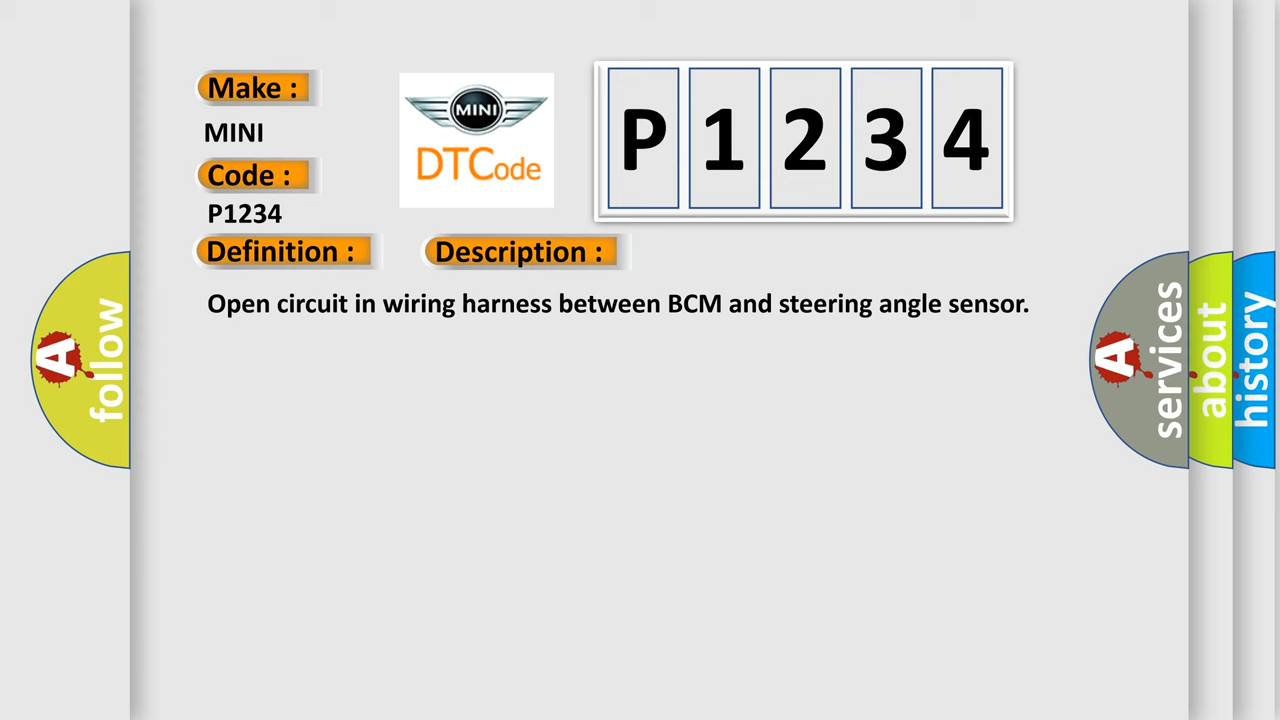 Make :
MINI
Code :
P1234
Definition :
Description :
Open circuit in wiring harness between BCM and steering angle sensor.
MINI
DTCode
P 1 2 3 4
A follow
A services
about
history